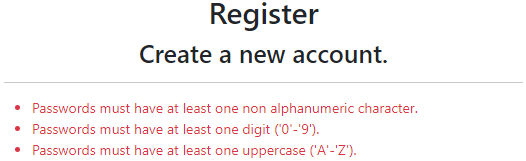 Register
Create a new account.
Passwords must have at least one non alphanumeric character.
Passwords must have at least one digit ('0'-'9').
Passwords must have at least one uppercase ('A'-'Z').